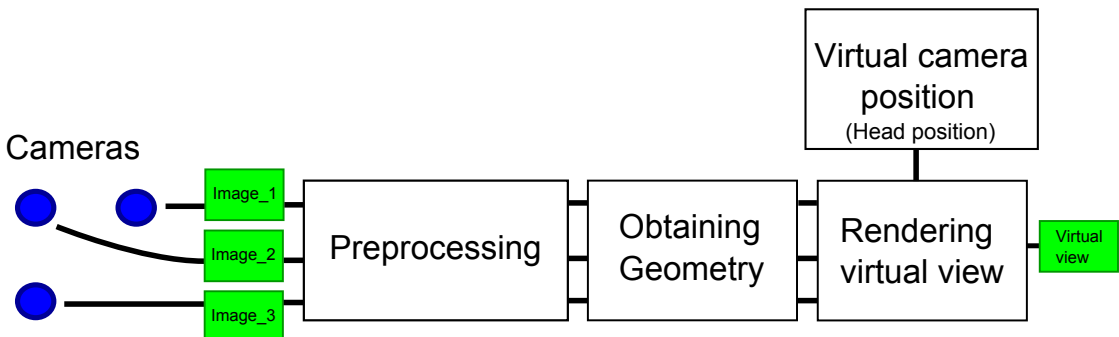 Cameras
Image_1
Image_2
Image_3
Preprocessing
Obtaining
Geometry
Virtual camera
position
(Head position)
Rendering
virtual view
Virtual
view